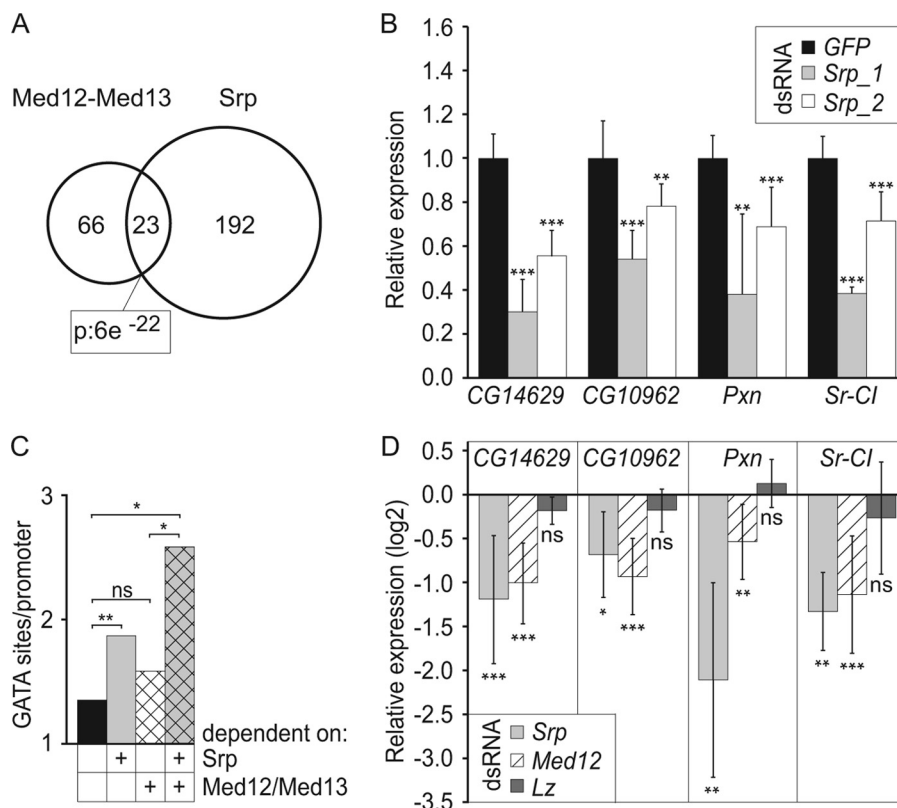 A
Med12-Med13 Srp
66 23 192
p:6e -22
B
Relative expression
1.6
1.4
1.2
1.0
0.8
0.6
0.4
0.2
0.0
dsRNA
GFP
Srp_1
Srp_2
*** *** *** ** ** *** *** ***
CG14629 CG10962 Pxn Sr-CI
C
GATA sites/promoter
3
2
1
*
*
ns
**
dependent on:
+ + Srp
+ + Med12/Med13
D
Relative expression (log2)
0.5
0.0
-0.5
-1.0
-1.5
-2.0
-2.5
-3.0
-3.5
CG14629 CG10962 Pxn Sr-CI
*** *** ns
* *** ns
** ** ns
** *** ns
dsRNA
Srp
Med12
Lz